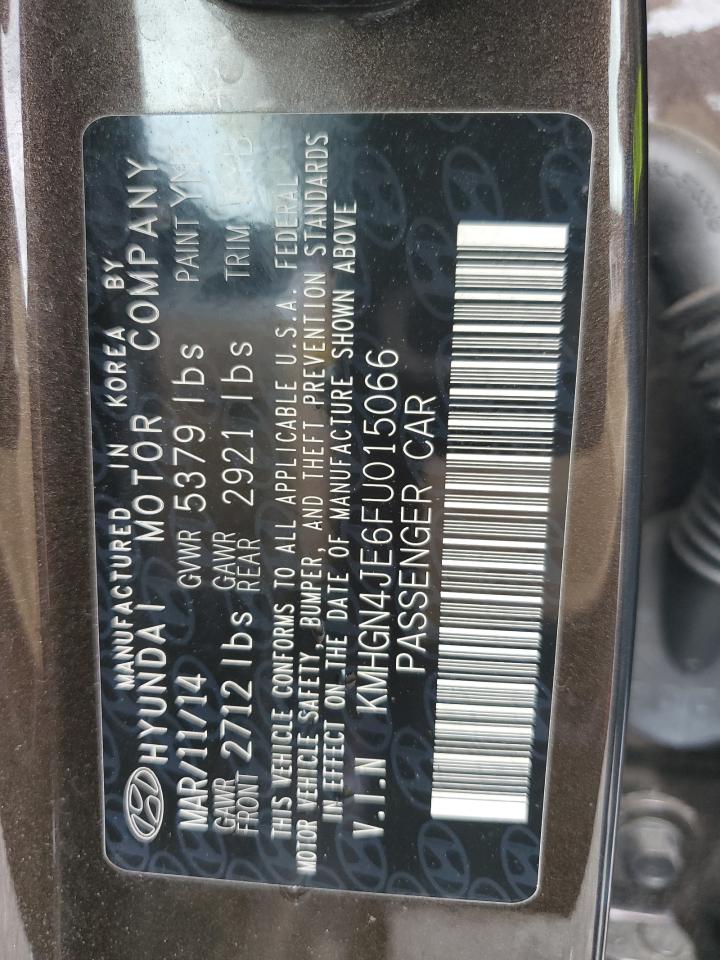 MANUFACTURED IN KOREA BY
HYUNDAI MOTOR COMPANY
MAR/11/14 GVWR 5379 lbs PAINT
GAWR FRONT 2712 lbs GAWR REAR 2921 lbs TRIM
THIS VEHICLE CONFORMS TO ALL APPLICABLE U.S.A. FEDERAL
MOTOR VEHICLE SAFETY, BUMPER, AND THEFT PREVENTION STANDARDS
IN EFFECT ON THE DATE OF MANUFACTURE SHOWN ABOVE
V.I.N KMHGN4JE6FU015066
PASSENGER CAR